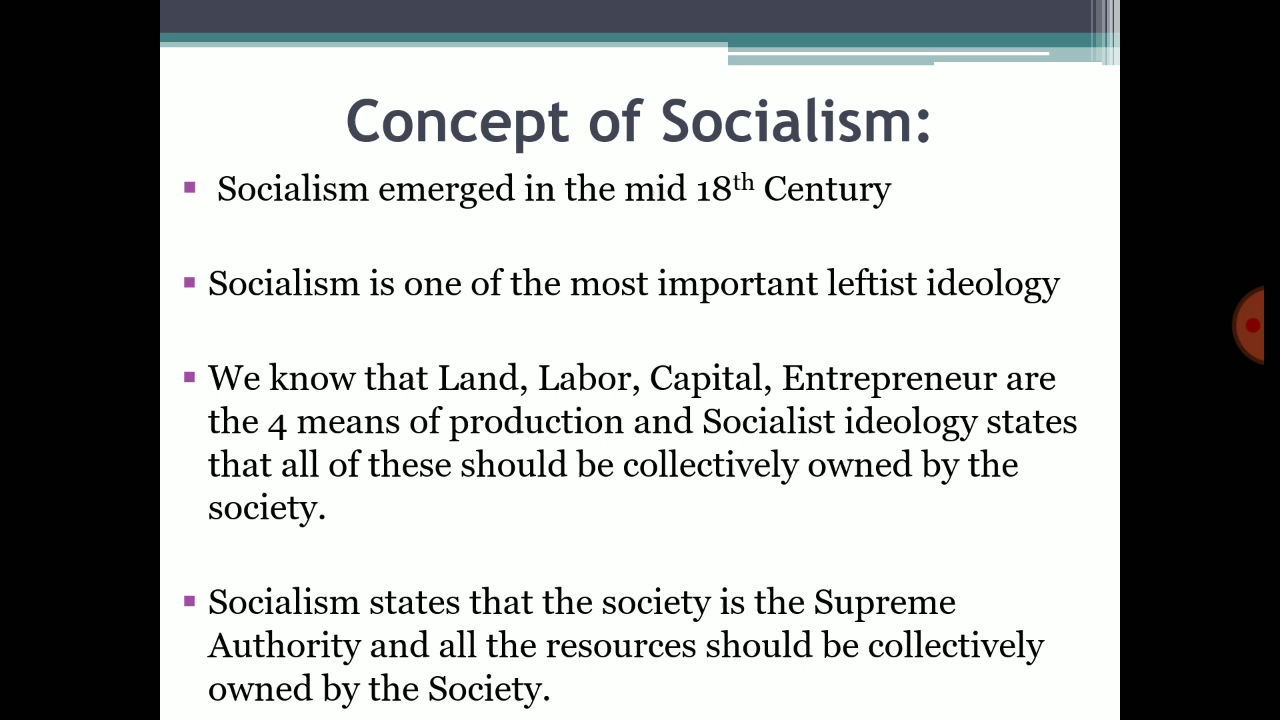 Concept of Socialism:
Socialism emerged in the mid 18th Century
Socialism is one of the most important leftist ideology
We know that Land, Labor, Capital, Entrepreneur are
the 4 means of production and Socialist ideology states
that all of these should be collectively owned by the
society.
Socialism states that the society is the Supreme
Authority and all the resources should be collectively
owned by the Society.